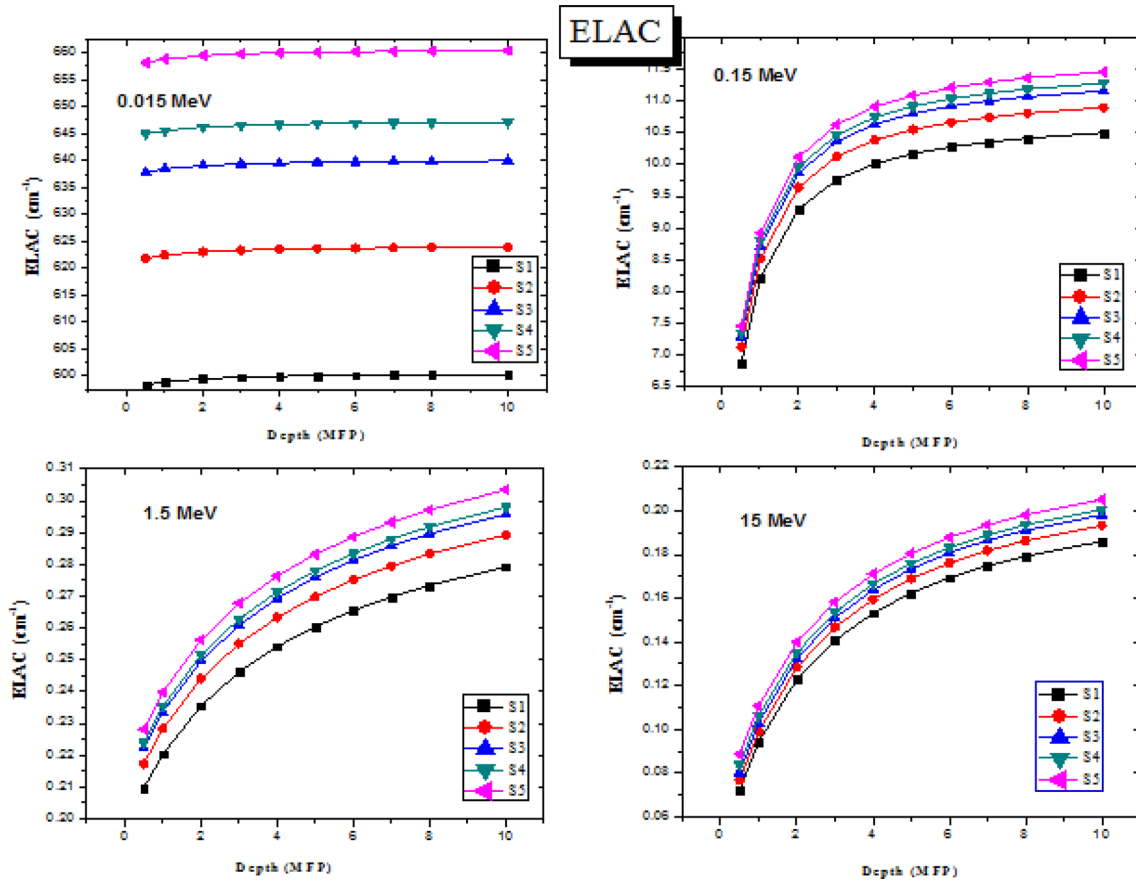 ELAC
0.015 MeV
ELAC (cm-1)
660
655
650
645
640
635
630
625
620
615
610
605
600
0 2 4 6 8 10
Depth (MFP)
S1
S2
S3
S4
S5
0.15 MeV
ELAC (cm-1)
11.5
11.0
10.5
10.0
9.5
9.0
8.5
8.0
7.5
7.0
6.5
0 2 4 6 8 10
Depth (MFP)
S1
S2
S3
S4
S5
1.5 MeV
ELAC (cm-1)
0.31
0.30
0.29
0.28
0.27
0.26
0.25
0.24
0.23
0.22
0.21
0.20
0 2 4 6 8 10
Depth (MFP)
S1
S2
S3
S4
S5
15 MeV
ELAC (cm-1)
0.22
0.20
0.18
0.16
0.14
0.12
0.10
0.08
0.06
0 2 4 6 8 10
Depth (MFP)
S1
S2
S3
S4
S5